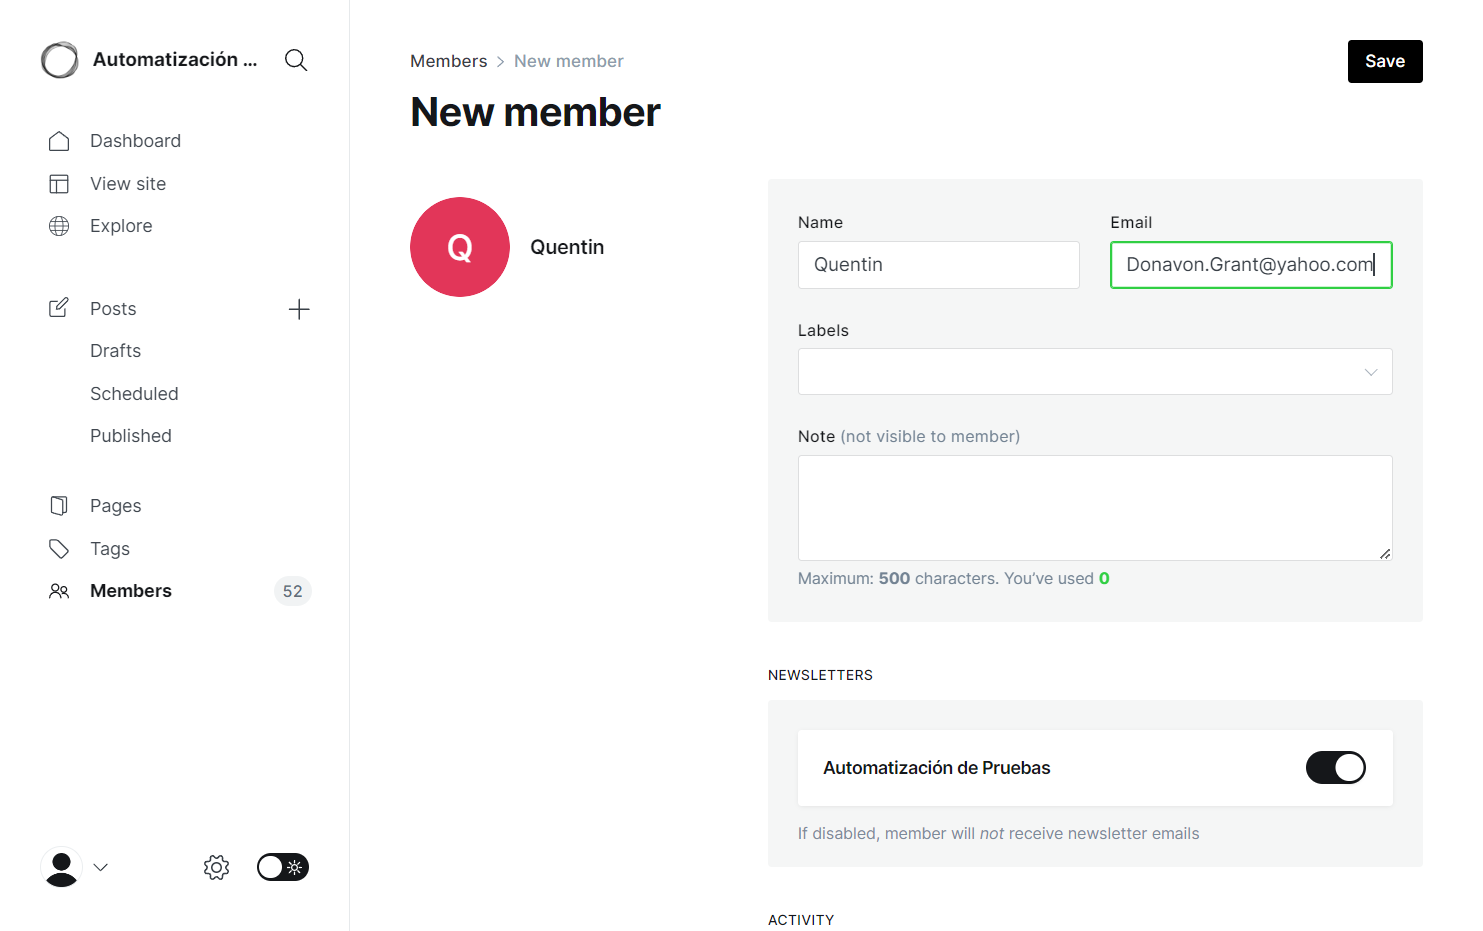 Automatización ...
Dashboard
View site
Explore
Posts
Drafts
Scheduled
Published
Pages
Tags
Members
52
Members > New member
Save
New member
Q
Quentin
Name
Email
Quentin
Donavon.Grant@yahoo.com
Labels
Note (not visible to member)
Maximum: 500 characters. You’ve used 0
NEWSLETTERS
Automatización de Pruebas
If disabled, member will not receive newsletter emails
ACTIVITY